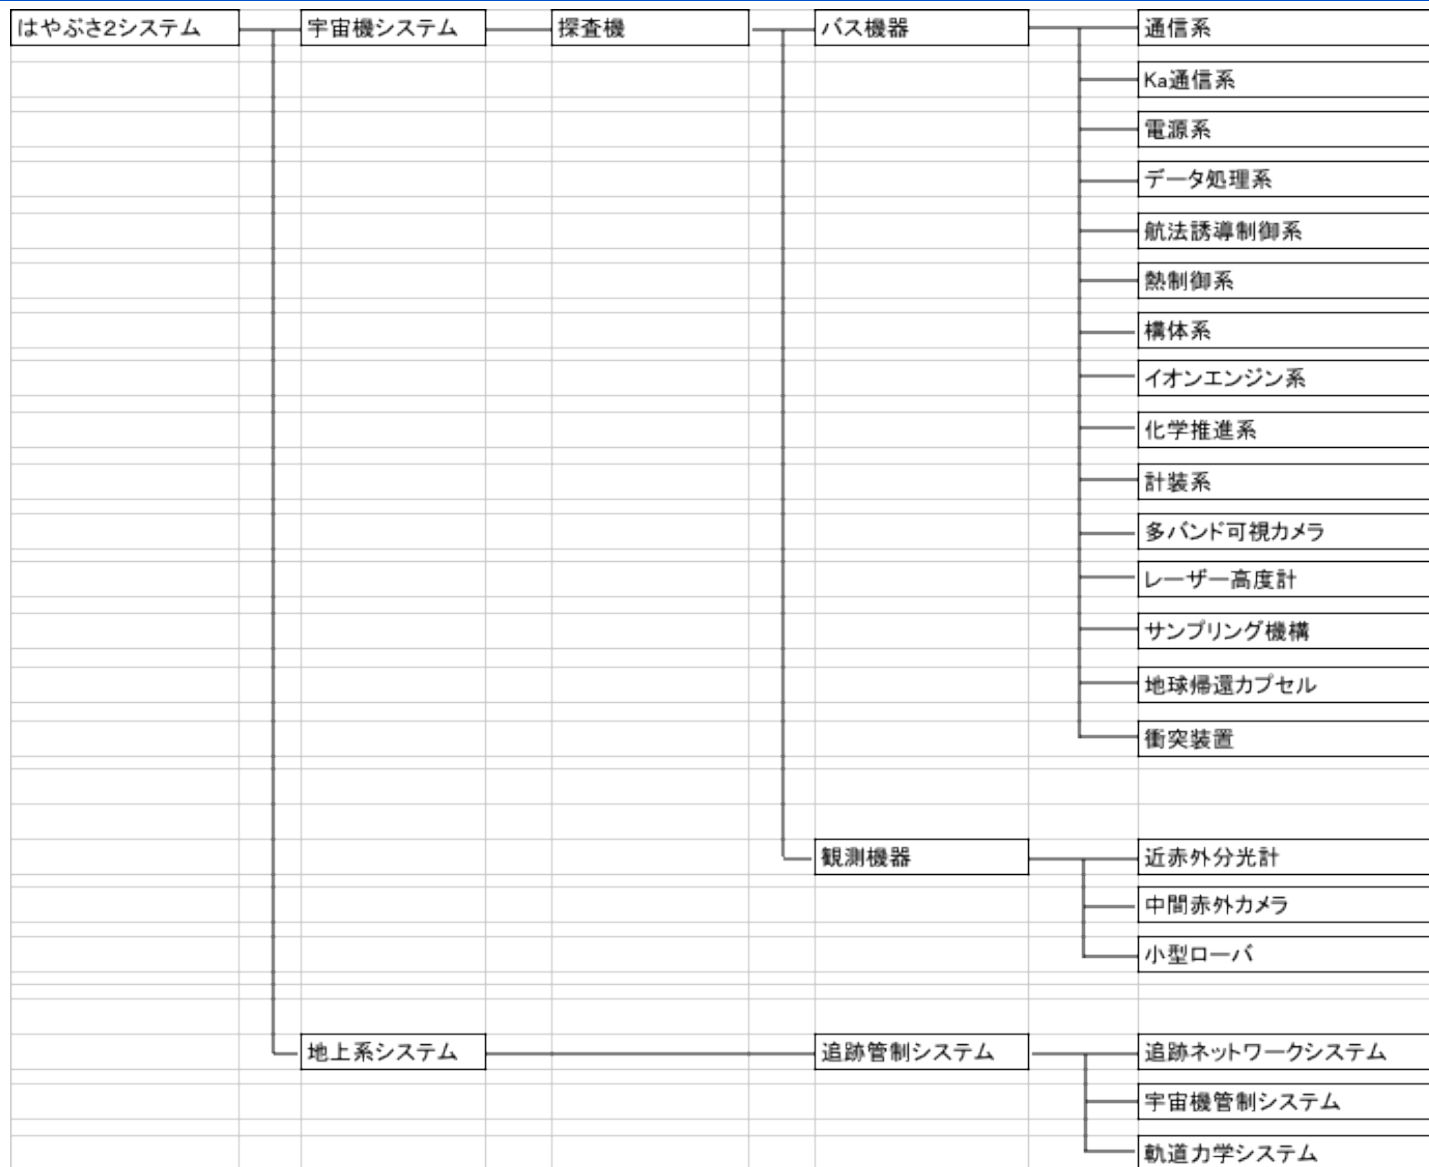 はやぶさ2システム
宇宙機システム
探査機
バス機器
通信系
Ka通信系
電源系
データ処理系
航法誘導制御系
熱制御系
構体系
イオンエンジン系
化学推進系
計装系
多バンド可視カメラ
レーザー高度計
サンプリング機構
地球帰還カプセル
衝突装置
観測機器
近赤外分光計
中間赤外カメラ
小型ローバ
地上系システム
追跡管制システム
追跡ネットワークシステム
宇宙機管制システム
軌道力学システム